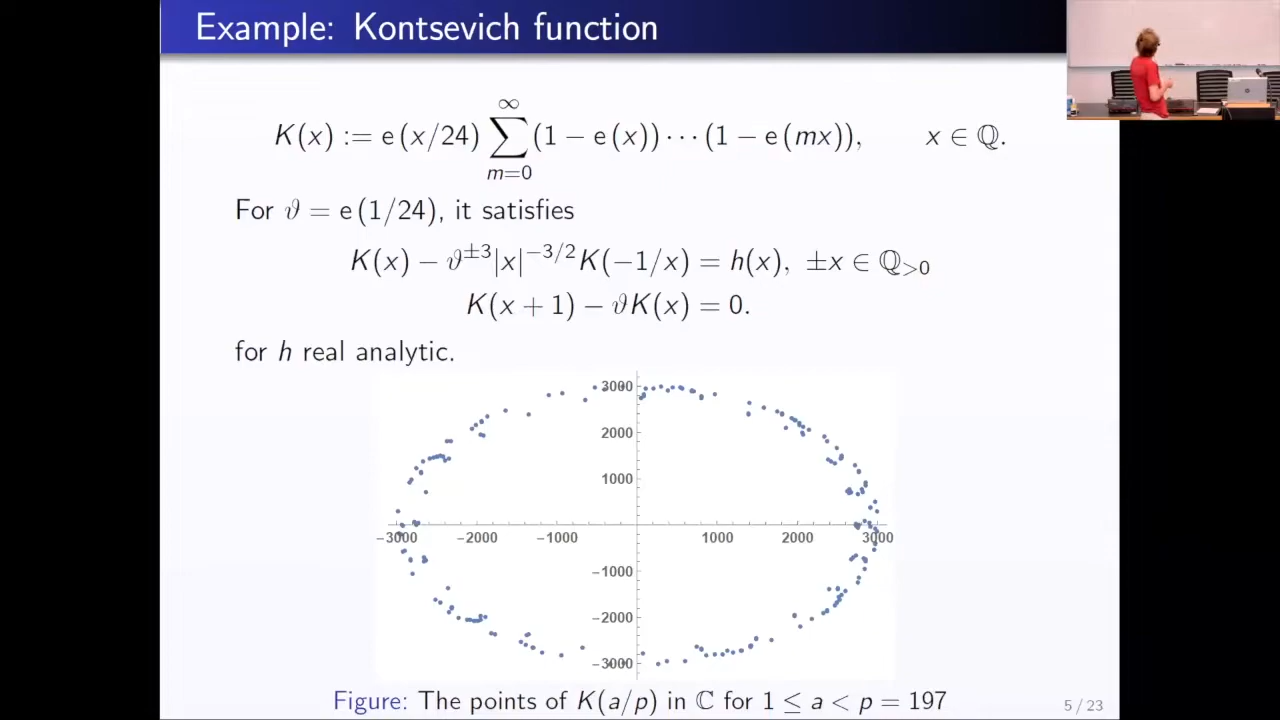 Example: Kontsevich function
K(x) := e(x/24) ∑_{m=0}^{∞} (1 − e(x)) ⋯ (1 − e(mx)),  x ∈ ℚ.
For ϑ = e(1/24), it satisfies
K(x) − ϑ^{±3}|x|^{−3/2}K(−1/x) = h(x), ±x ∈ ℚ_{>0}
K(x + 1) − ϑK(x) = 0.
for h real analytic.
3000
2000
1000
−3000 −2000 −1000 1000 2000 3000
−1000
−2000
−3000
Figure: The points of K(a/p) in ℂ for 1 ≤ a < p = 197
5 / 23